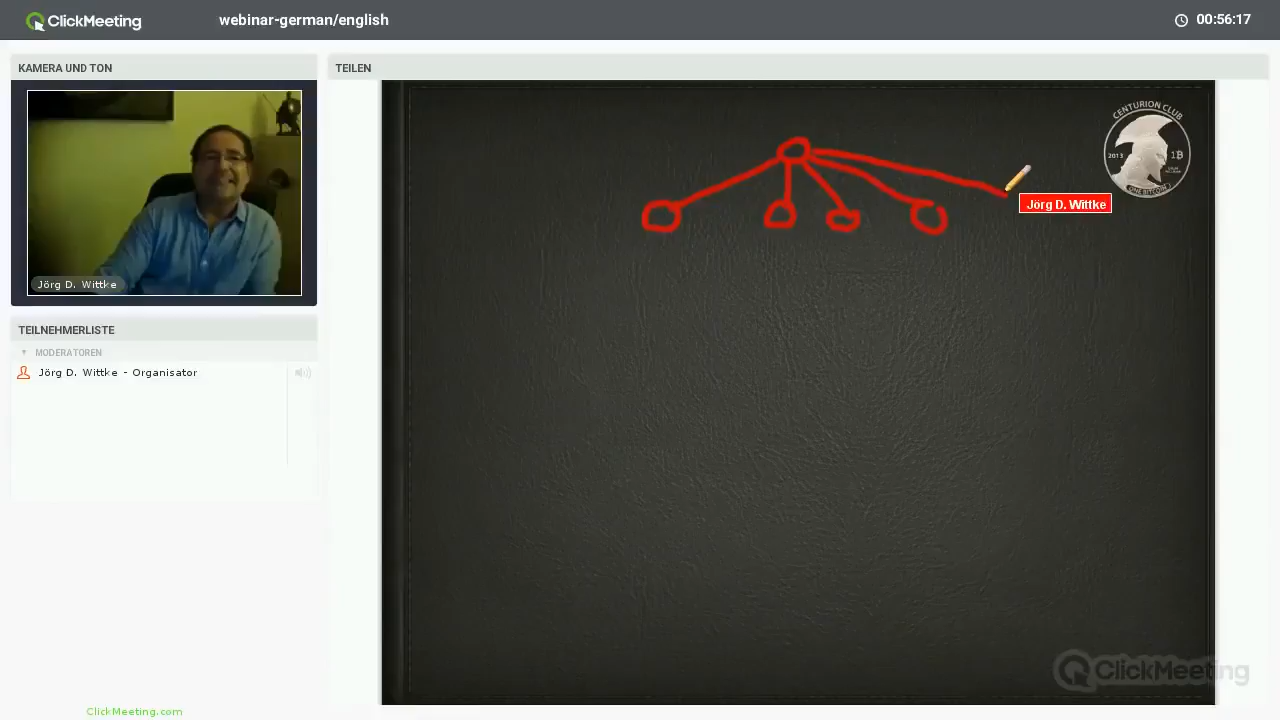 ClickMeeting
webinar-german/english
00:56:17
KAMERA UND TON
TEILEN
Jörg D. Wittke
TEILNEHMERLISTE
MODERATOREN
Jörg D. Wittke - Organisator
CENTURION CLUB
2013
1₿
ONE BITCOIN
Jörg D. Wittke
ClickMeeting
ClickMeeting.com